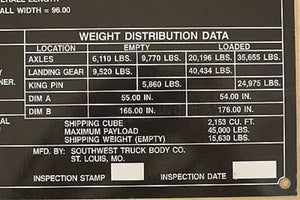 ALL WIDTH = 96.00
WEIGHT DISTRIBUTION DATA
LOCATION EMPTY LOADED
AXLES 6,110 LBS. 9,770 LBS. 20,196 LBS. 35,655 LBS.
LANDING GEAR 9,520 LBS. 40,434 LBS.
KING PIN 5,860 LBS. 24,975 LBS.
DIM A 55.00 IN. 54.00 IN.
DIM B 166.00 IN. 176.00 IN.
SHIPPING CUBE 2,153 CU. FT.
MAXIMUM PAYLOAD 45,000 LBS.
SHIPPING WEIGHT (EMPTY) 15,630 LBS.
MFD. BY: SOUTHWEST TRUCK BODY CO.
ST. LOUIS, MO.
INSPECTION STAMP INSPECTION DATE